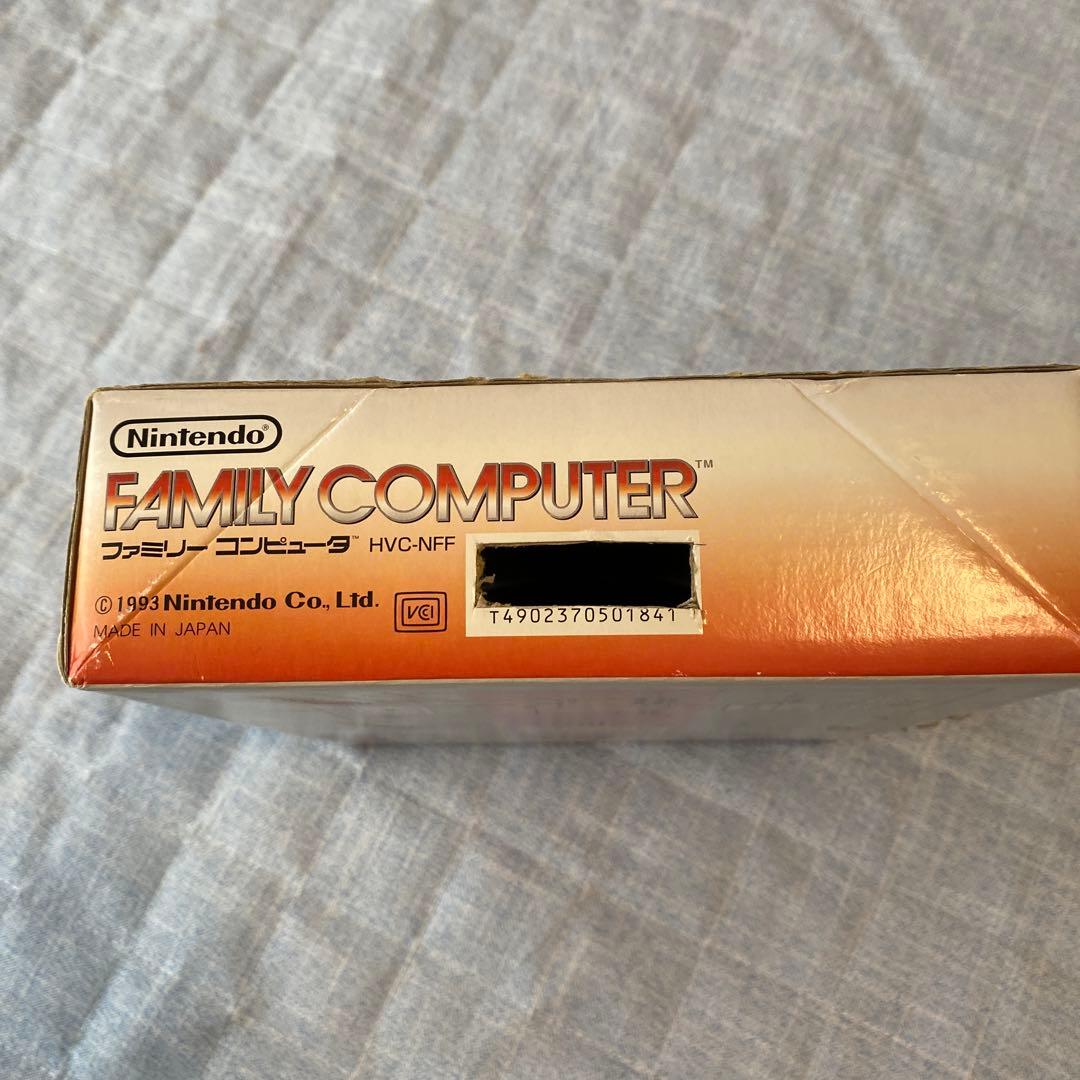 Nintendo®
FAMILY COMPUTER™
ファミリー コンピュータ™ HVC-NFF
©1993 Nintendo Co., Ltd.
VCI
MADE IN JAPAN
T4902370501841